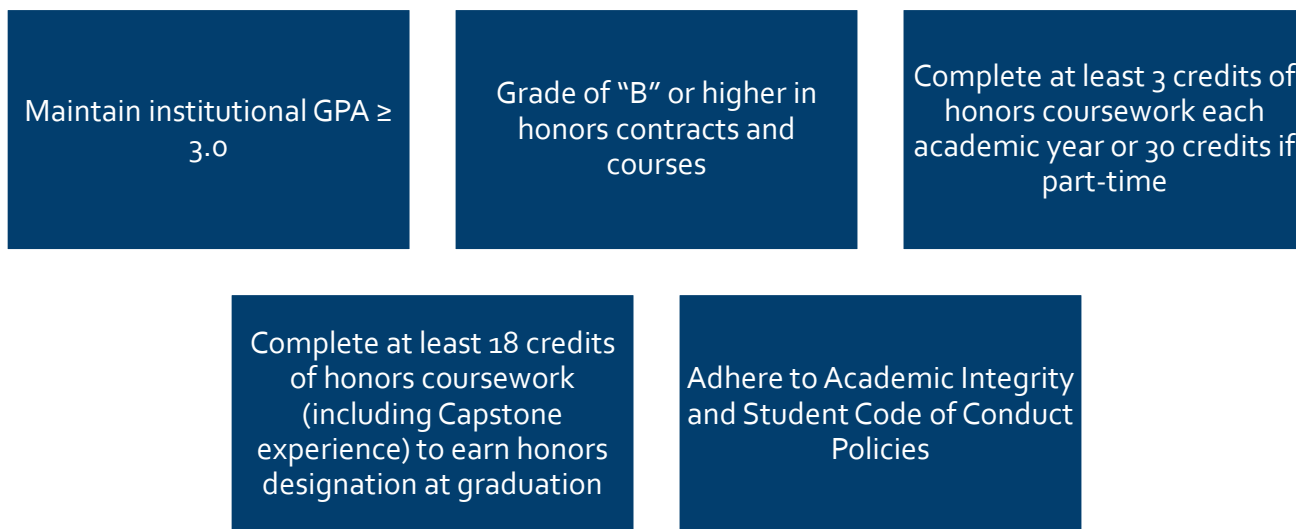 Maintain institutional GPA ≥
3.0
Grade of “B” or higher in
honors contracts and
courses
Complete at least 3 credits of
honors coursework each
academic year or 30 credits if
part-time
Complete at least 18 credits
of honors coursework
(including Capstone
experience) to earn honors
designation at graduation
Adhere to Academic Integrity
and Student Code of Conduct
Policies